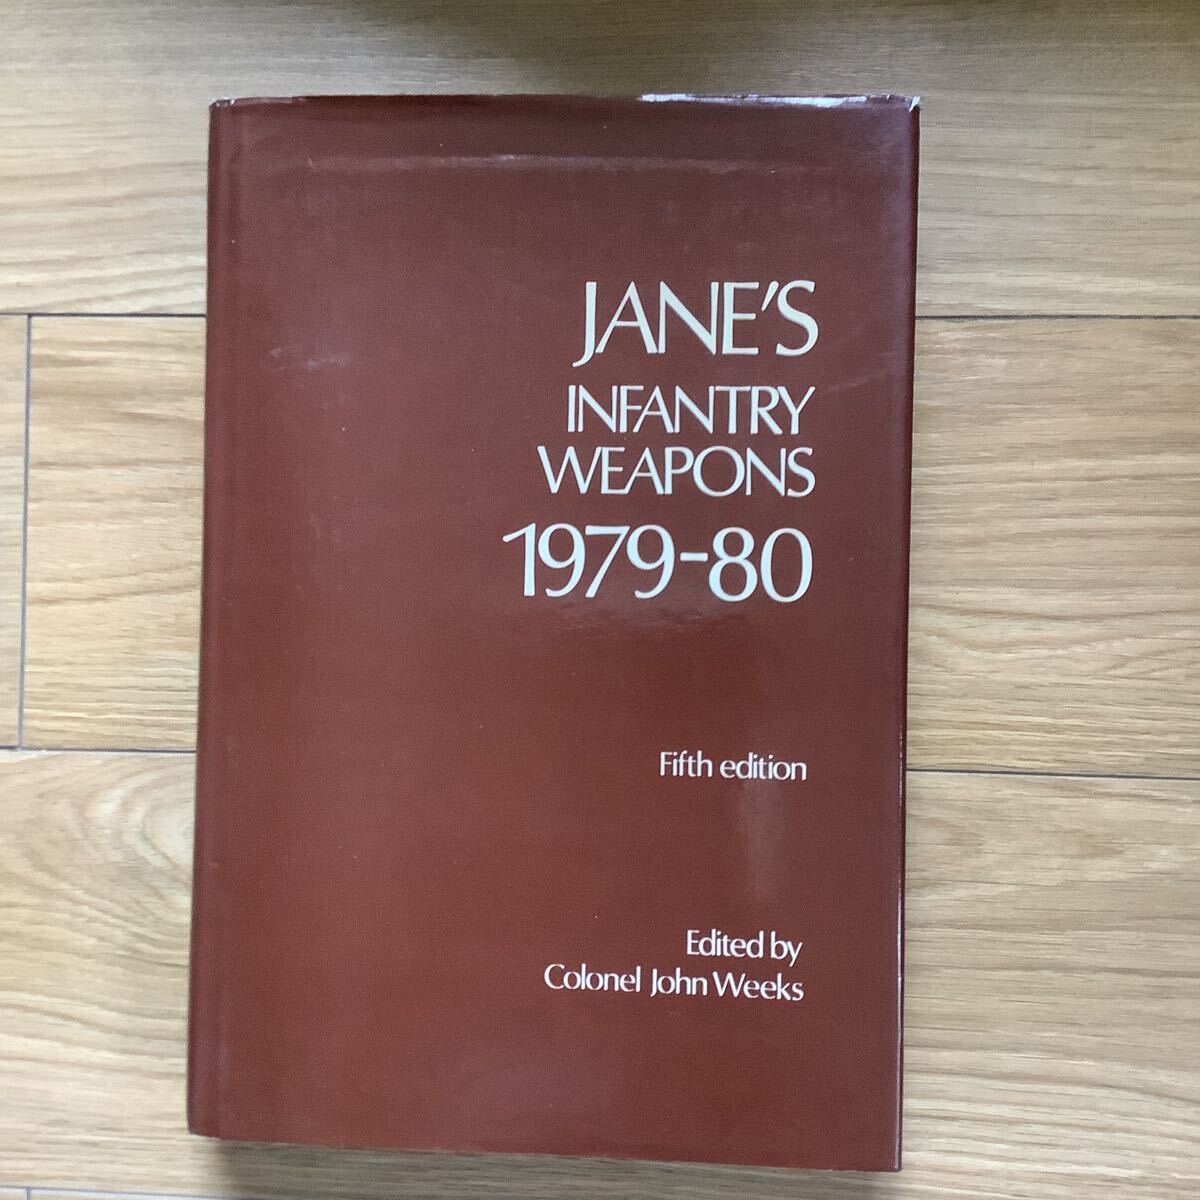 JANE'S
INFANTRY
WEAPONS
1979-80
Fifth edition
Edited by
Colonel John Weeks